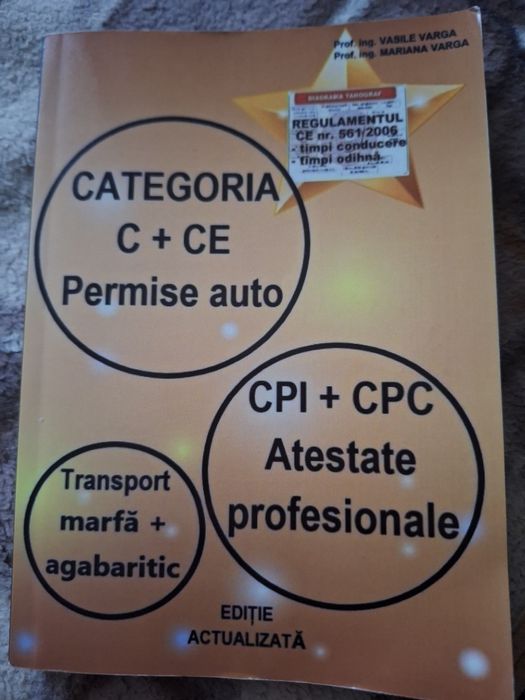 Prof. ing. VASILE VARGA
Prof. ing. MARIANA VARGA
DIAGRAMA TAHOGRAF
REGULAMENTUL
CE nr. 561/2006
- timpi conducere
- timpi odihnă
CATEGORIA
C + CE
Permise auto
CPI + CPC
Atestate
profesionale
Transport
marfă +
agabaritic
EDIȚIE
ACTUALIZATĂ